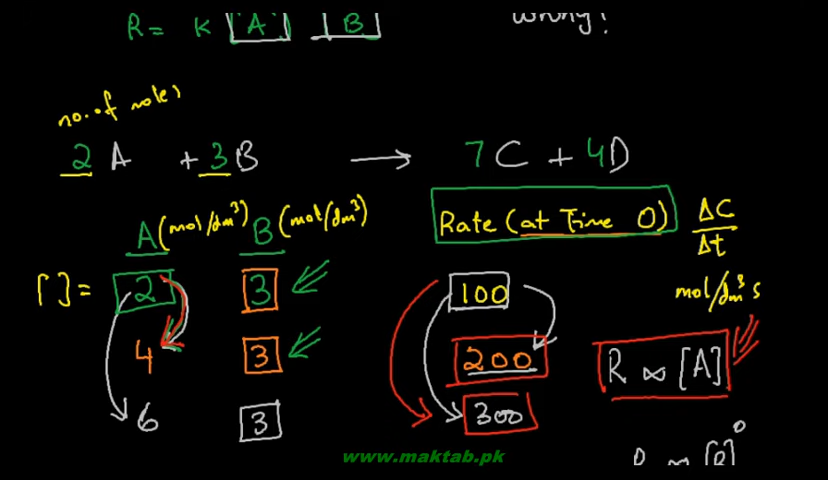 R = K [A] [B]
wrong?
no. of moles
2 A + 3 B → 7 C + 4 D
A (mol/dm³) B (mol/dm³) Rate (at Time 0) ΔC/Δt
mol/dm³ s
[ ] = 2 3 100
4 3 200 R ∝ [A]
6 3 300
R ∝ [B]⁰
www.maktab.pk